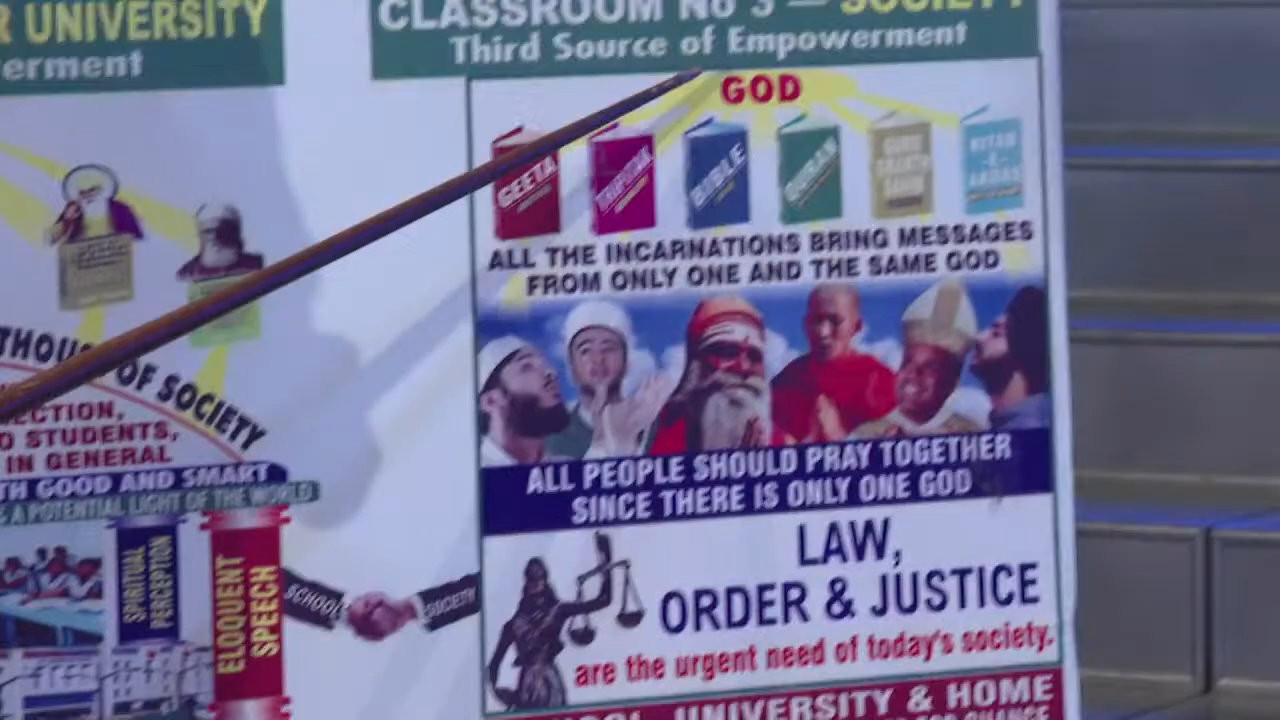 R UNIVERSITY
erment
THOUS OF SOCIETY
ECTION,
D STUDENTS,
IN GENERAL
TH GOOD AND SMART
A POTENTIAL LIGHT OF THE WORLD
SPIRITUAL
PERCEPTION
ELOQUENT
SPEECH
SCHOOL
SOCIETY
CLASSROOM No 3 — SOCIETY
Third Source of Empowerment
GOD
GEETA
BIBLE
QURAN
GURU
GRANTH
SAHIB
KITAB
-E-
AQDAS
ALL THE INCARNATIONS BRING MESSAGES
FROM ONLY ONE AND THE SAME GOD
ALL PEOPLE SHOULD PRAY TOGETHER
SINCE THERE IS ONLY ONE GOD
LAW,
ORDER & JUSTICE
are the urgent need of today's society.
UNIVERSITY & HOME
FOR CHANGE